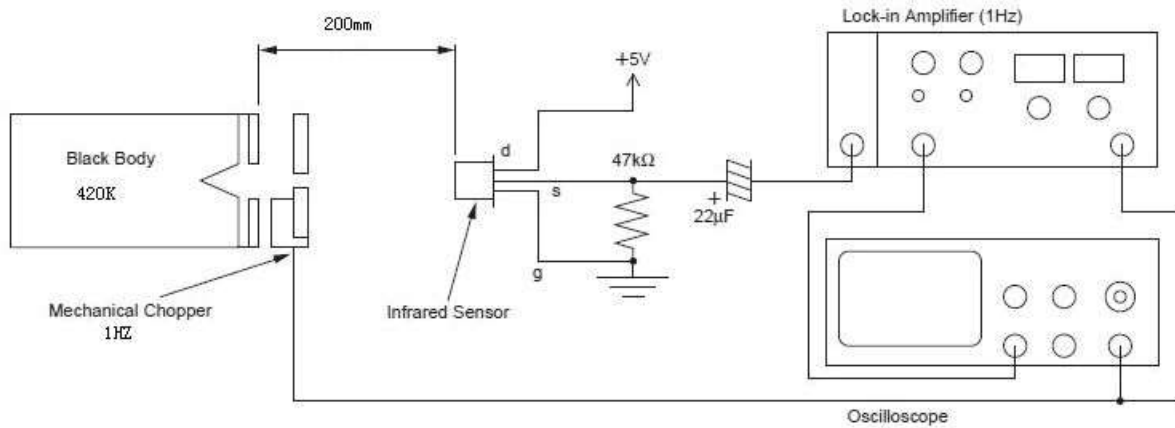 Lock-in Amplifier (1Hz)
200mm
+5V
Black Body
420K
d
47kΩ
s
+
22μF
g
Mechanical Chopper
1HZ
Infrared Sensor
Oscilloscope